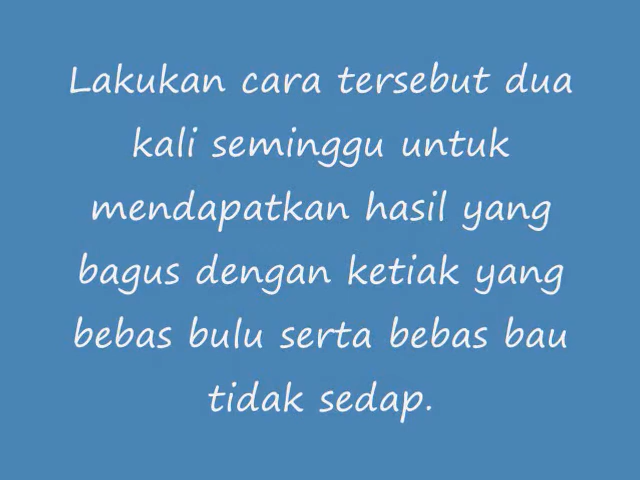 Lakukan cara tersebut dua
kali seminggu untuk
mendapatkan hasil yang
bagus dengan ketiak yang
bebas bulu serta bebas bau
tidak sedap.